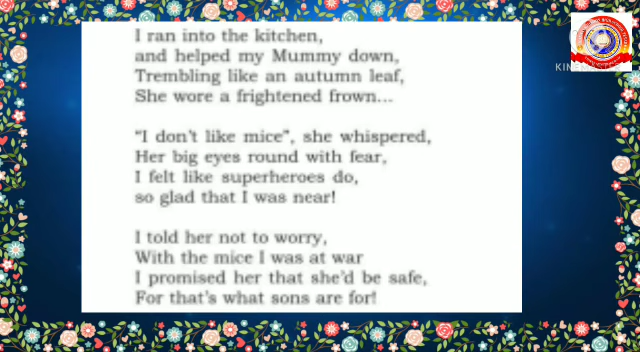 I ran into the kitchen,
and helped my Mummy down,
Trembling like an autumn leaf,
She wore a frightened frown...
"I don't like mice", she whispered,
Her big eyes round with fear,
I felt like superheroes do,
so glad that I was near!
I told her not to worry,
With the mice I was at war
I promised her that she'd be safe,
For that's what sons are for!